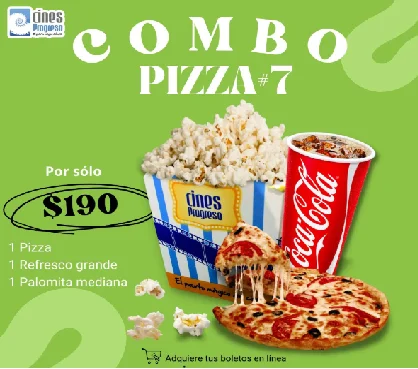 cines
Progreso
COMBO
PIZZA #7
Por sólo
$190
1 Pizza
1 Refresco grande
1 Palomita mediana
cines
Progreso
Coca-Cola
Adquiere tus boletos en línea